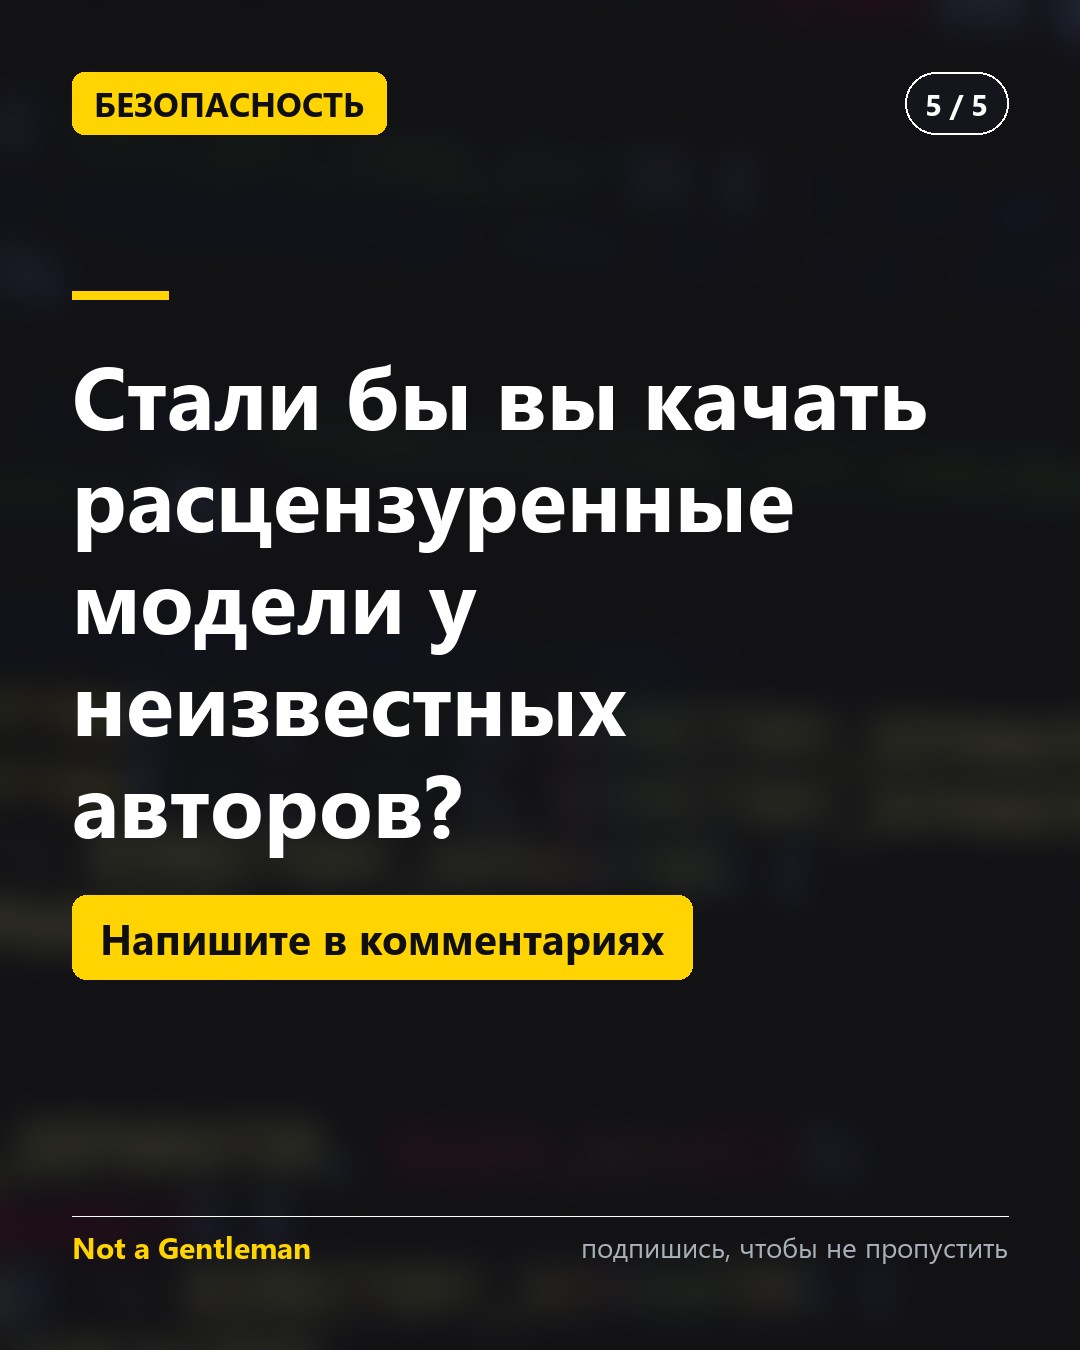 БЕЗОПАСНОСТЬ
5 / 5
Стали бы вы качать
расцензуренные
модели у
неизвестных
авторов?
Напишите в комментариях
Not a Gentleman
подпишись, чтобы не пропустить